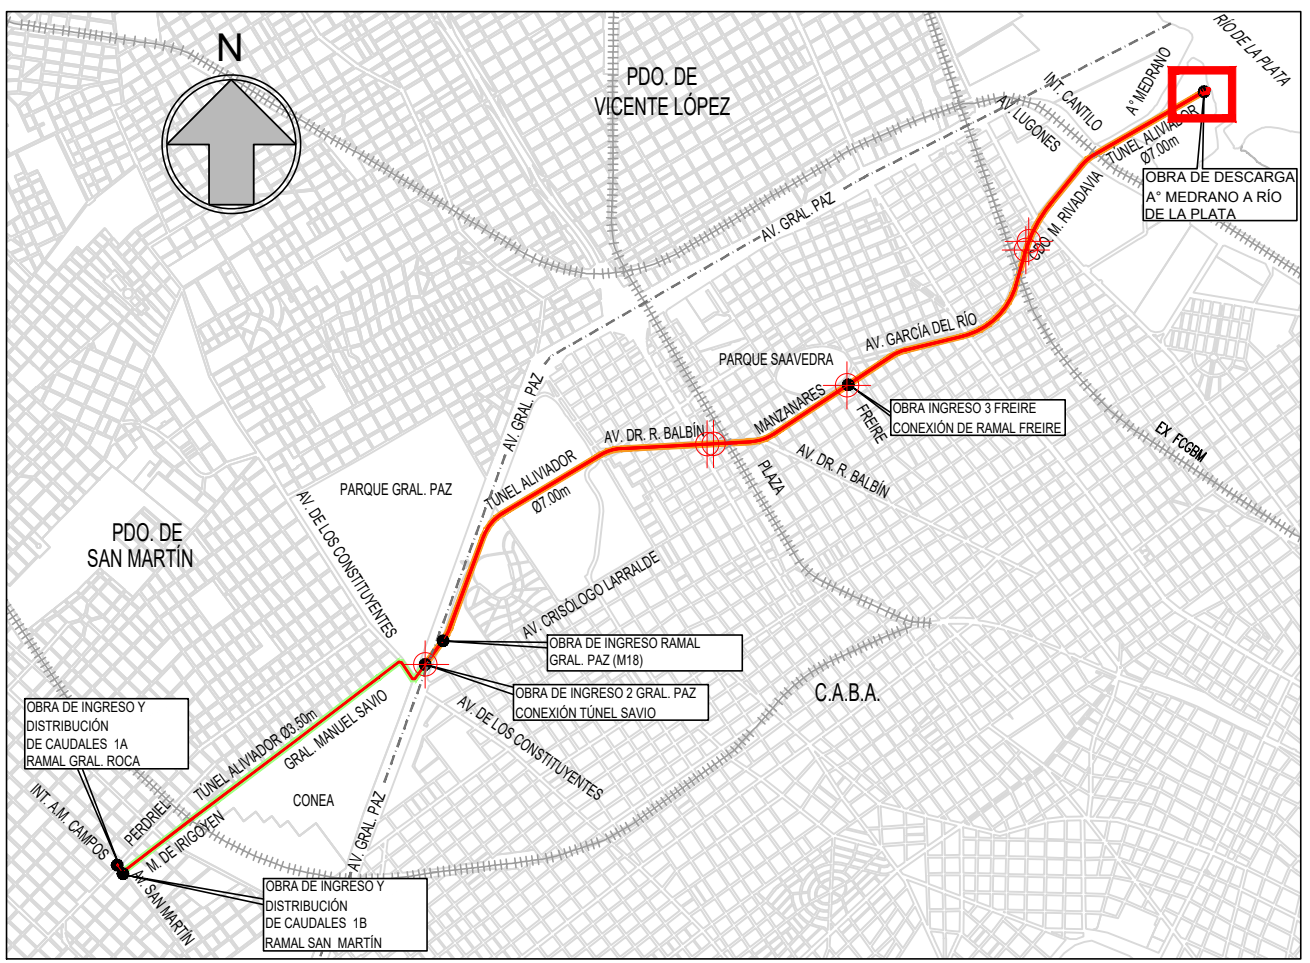 N
PDO. DE
VICENTE LÓPEZ
RÍO DE LA PLATA
A° MEDRANO
INT. CANTILO
AV. LUGONES
TÚNEL ALIVIADOR
Ø7.00m
OBRA DE DESCARGA
A° MEDRANO A RÍO
DE LA PLATA
AV. GRAL. PAZ
CDO. M. RIVADAVIA
AV. GARCÍA DEL RÍO
PARQUE SAAVEDRA
AV. GRAL. PAZ
MANZANARES
FREIRE
OBRA INGRESO 3 FREIRE
CONEXIÓN DE RAMAL FREIRE
AV. DR. R. BALBÍN
AV. DR. R. BALBÍN
PLAZA
EX FCGBM
TÚNEL ALIVIADOR
Ø7.00m
PARQUE GRAL. PAZ
AV. DE LOS CONSTITUYENTES
PDO. DE
SAN MARTÍN
AV. CRISÓLOGO LARRALDE
OBRA DE INGRESO RAMAL
GRAL. PAZ (M18)
OBRA DE INGRESO 2 GRAL. PAZ
CONEXIÓN TÚNEL SAVIO
C.A.B.A.
AV. DE LOS CONSTITUYENTES
OBRA DE INGRESO Y
DISTRIBUCIÓN
DE CAUDALES 1A
RAMAL GRAL. ROCA
TÚNEL ALIVIADOR Ø3.50m
GRAL. MANUEL SAVIO
CONEA
INT. A.M. CAMPOS
PERDRIEL
M. DE IRIGOYEN
AV. GRAL. PAZ
AV. SAN MARTÍN
OBRA DE INGRESO Y
DISTRIBUCIÓN
DE CAUDALES 1B
RAMAL SAN MARTÍN